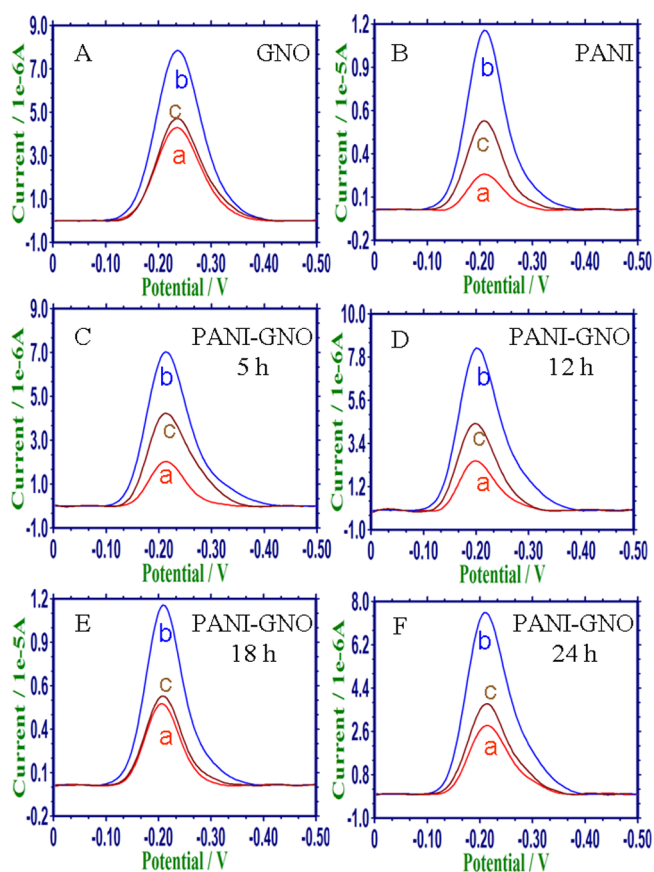 9.0
7.0
5.0
3.0
1.0
-1.0
Current / 1e-6A
A
GNO
b
c
a
0
-0.10
-0.20
-0.30
-0.40
-0.50
Potential / V
1.2
0.9
0.6
0.4
0.1
-0.2
Current / 1e-5A
B
PANI
b
c
a
0
-0.10
-0.20
-0.30
-0.40
-0.50
Potential / V
9.0
7.0
5.0
3.0
1.0
-1.0
Current / 1e-6A
C
PANI-GNO
5 h
b
c
a
0
-0.10
-0.20
-0.30
-0.40
-0.50
Potential / V
10.0
7.8
5.6
3.4
1.2
-1.0
Current / 1e-6A
D
PANI-GNO
12 h
b
c
a
0
-0.10
-0.20
-0.30
-0.40
-0.50
Potential / V
1.2
0.9
0.6
0.4
0.1
-0.2
Current / 1e-5A
E
PANI-GNO
18 h
b
c
a
0
-0.10
-0.20
-0.30
-0.40
-0.50
Potential / V
8.0
6.2
4.4
2.6
0.8
-1.0
Current / 1e-6A
F
PANI-GNO
24 h
b
c
a
0
-0.10
-0.20
-0.30
-0.40
-0.50
Potential / V